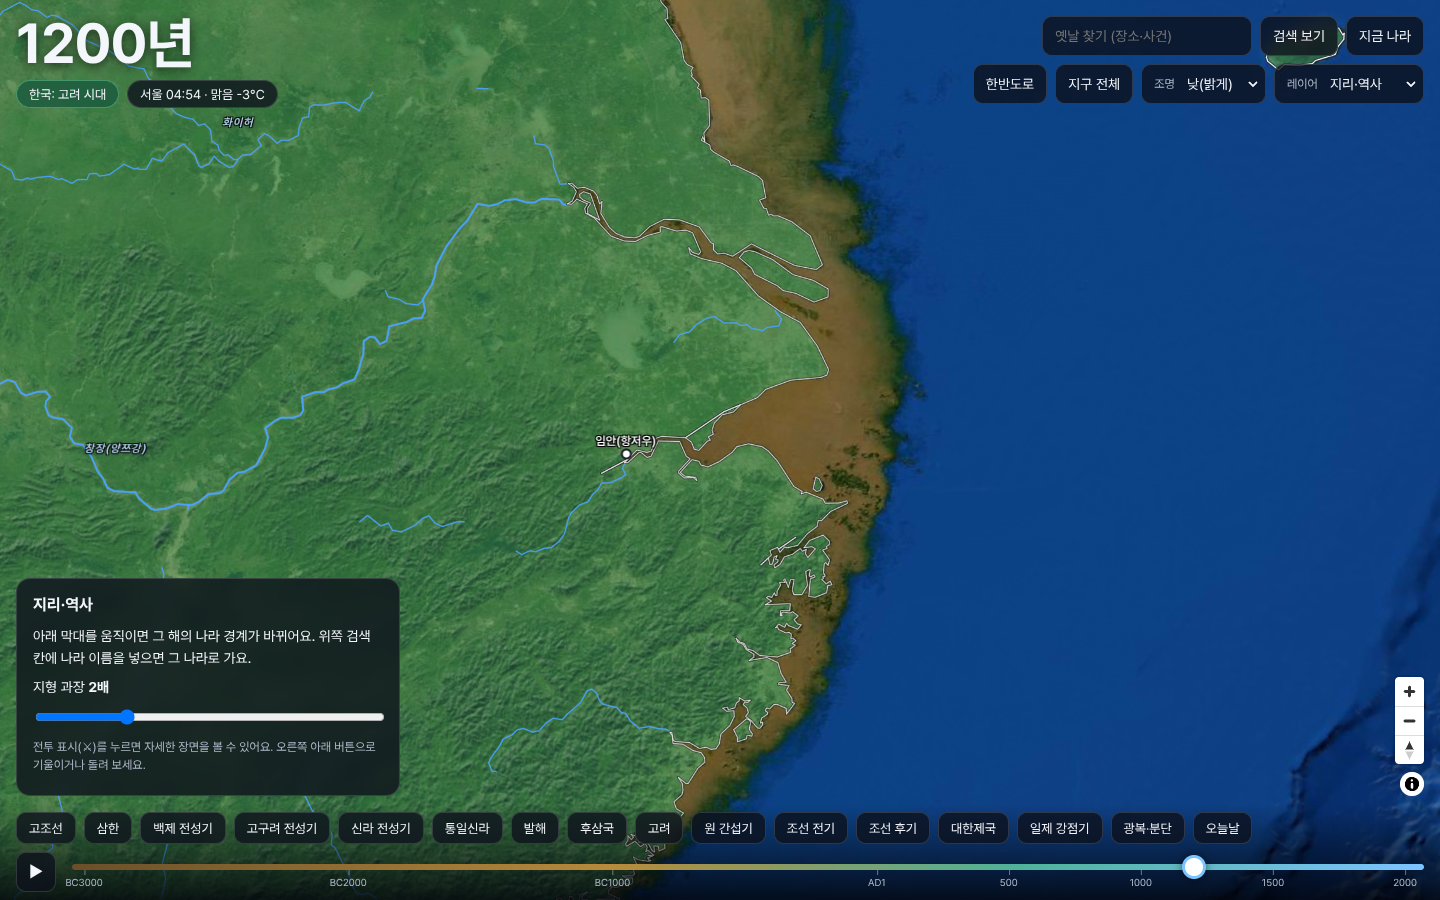 1200년
한국: 고려 시대
서울 04:54 · 맑음 -3°C
옛날 찾기 (장소·사건)
검색 보기
지금 나라
한반도로
지구 전체
조명 낮(밝게)
레이어 지리·역사
화이허
창장(양쯔강)
임안(항저우)
지리·역사
아래 막대를 움직이면 그 해의 나라 경계가 바뀌어요. 위쪽 검색
칸에 나라 이름을 넣으면 그 나라로 가요.
지형 과장 2배
전투 표시(⚔)를 누르면 자세한 장면을 볼 수 있어요. 오른쪽 아래 버튼으로
기울이거나 돌려 보세요.
고조선
삼한
백제 전성기
고구려 전성기
신라 전성기
통일신라
발해
후삼국
고려
원 간섭기
조선 전기
조선 후기
대한제국
일제 강점기
광복·분단
오늘날
BC3000
BC2000
BC1000
AD1
500
1000
1500
2000